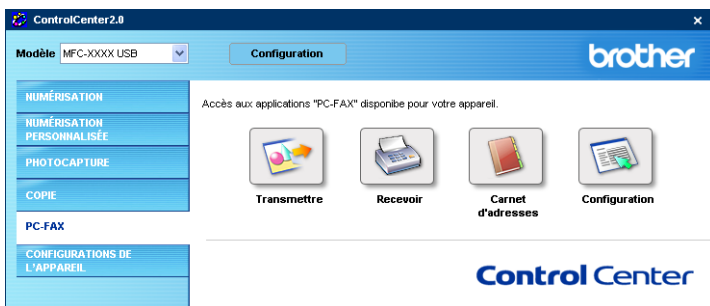 ControlCenter2.0
Modèle MFC-XXXX USB Configuration brother
NUMÉRISATION
NUMÉRISATION
PERSONNALISÉE
PHOTOCAPTURE
COPIE
PC-FAX
CONFIGURATIONS DE
L'APPAREIL
Accès aux applications "PC-FAX" disponibe pour votre appareil.
Transmettre Recevoir Carnet Configuration
d'adresses
Control Center